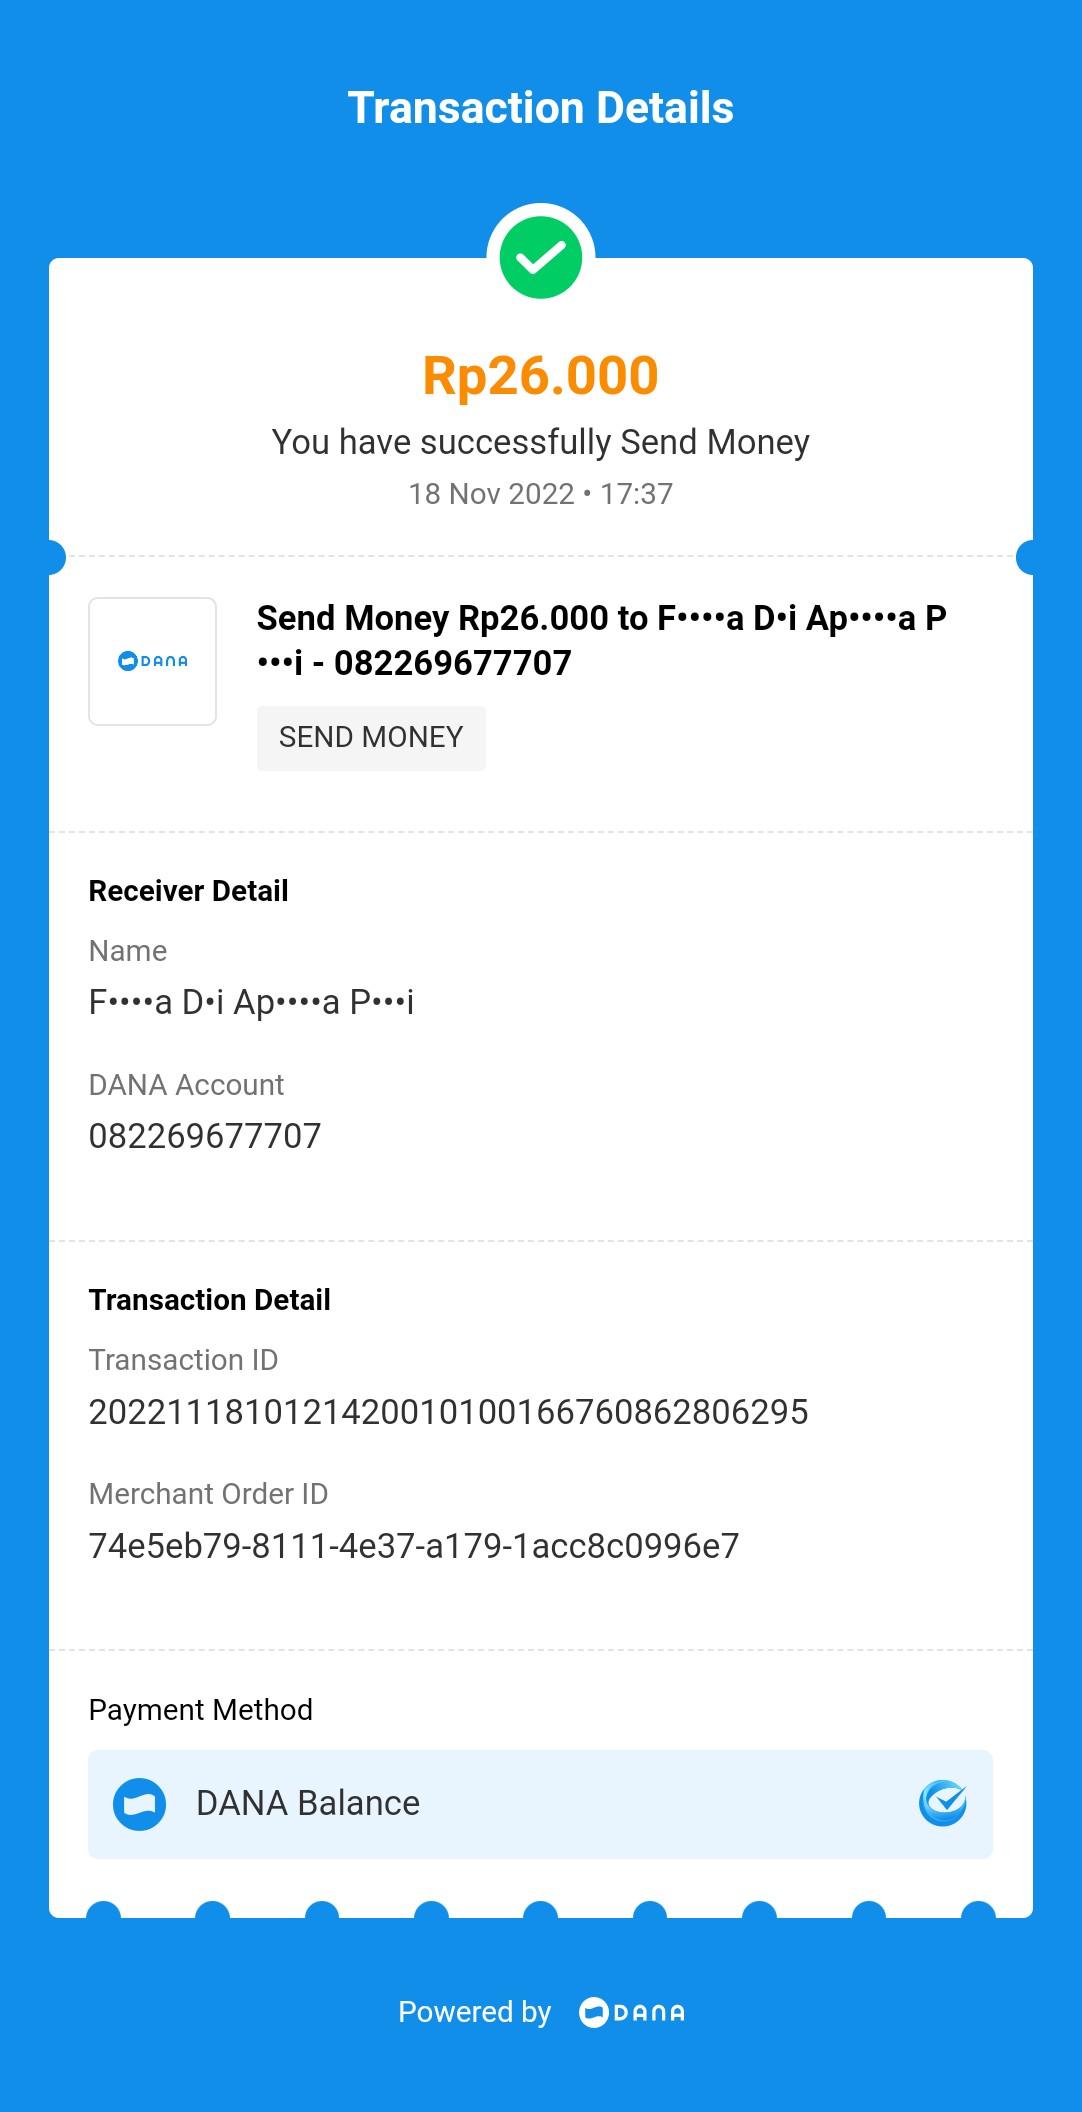 Transaction Details
Rp26.000
You have successfully Send Money
18 Nov 2022 • 17:37
DANA
Send Money Rp26.000 to F••••a D•i Ap••••a P
•••i - 082269677707
SEND MONEY
Receiver Detail
Name
F••••a D•i Ap••••a P•••i
DANA Account
082269677707
Transaction Detail
Transaction ID
2022111810121420010100166760862806295
Merchant Order ID
74e5eb79-8111-4e37-a179-1acc8c0996e7
Payment Method
DANA Balance
Powered by DANA